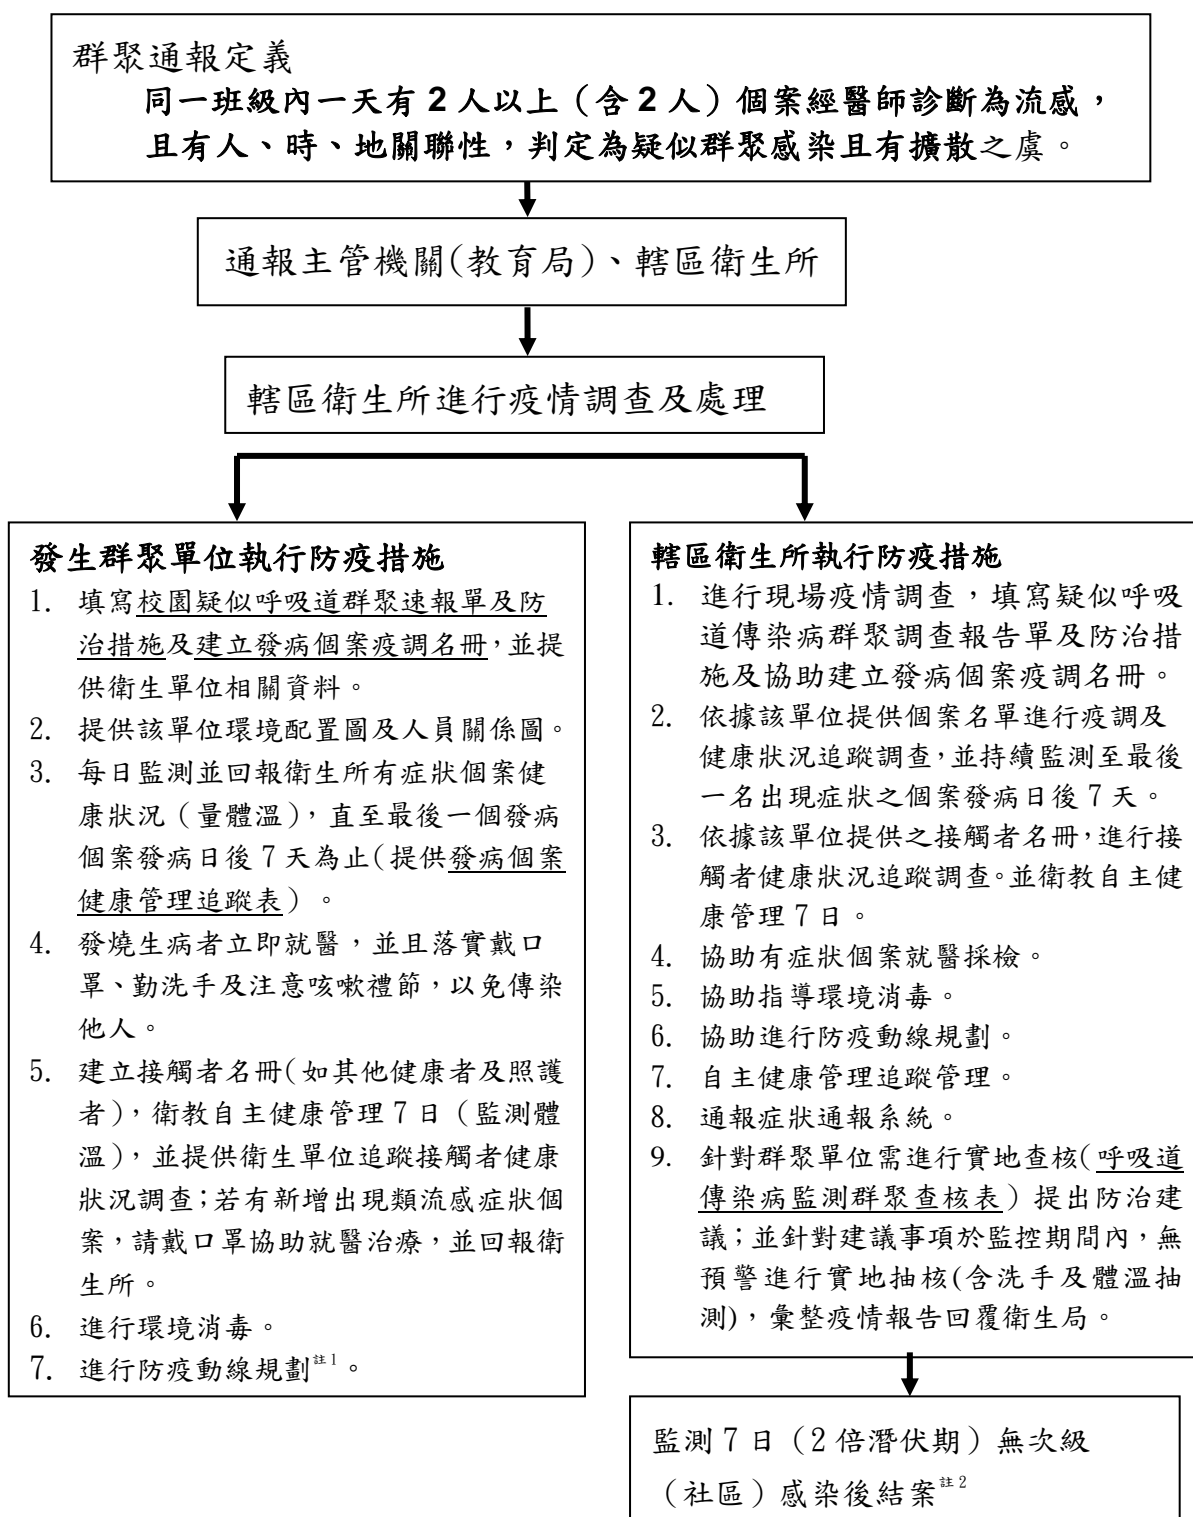 群聚通報定義
同一班級內一天有 2 人以上（含 2 人）個案經醫師診斷為流感，
且有人、時、地關聯性，判定為疑似群聚感染且有擴散之虞。
通報主管機關(教育局)、轄區衛生所
轄區衛生所進行疫情調查及處理
發生群聚單位執行防疫措施
1. 填寫校園疑似呼吸道群聚速報單及防
治措施及建立發病個案疫調名冊，並提
供衛生單位相關資料。
2. 提供該單位環境配置圖及人員關係圖。
3. 每日監測並回報衛生所有症狀個案健
康狀況（量體溫），直至最後一個發病
個案發病日後 7 天為止(提供發病個案
健康管理追蹤表）。
4. 發燒生病者立即就醫，並且落實戴口
罩、勤洗手及注意咳嗽禮節，以免傳染
他人。
5. 建立接觸者名冊(如其他健康者及照護
者)，衛教自主健康管理 7 日（監測體
溫），並提供衛生單位追蹤接觸者健康
狀況調查；若有新增出現類流感症狀個
案，請戴口罩協助就醫治療，並回報衛
生所。
6. 進行環境消毒。
7. 進行防疫動線規劃註1。
轄區衛生所執行防疫措施
1. 進行現場疫情調查，填寫疑似呼吸
道傳染病群聚調查報告單及防治措
施及協助建立發病個案疫調名冊。
2. 依據該單位提供個案名單進行疫調及
健康狀況追蹤調查，並持續監測至最後
一名出現症狀之個案發病日後 7 天。
3. 依據該單位提供之接觸者名冊，進行接
觸者健康狀況追蹤調查。並衛教自主健
康管理 7 日。
4. 協助有症狀個案就醫採檢。
5. 協助指導環境消毒。
6. 協助進行防疫動線規劃。
7. 自主健康管理追蹤管理。
8. 通報症狀通報系統。
9. 針對群聚單位需進行實地查核(呼吸道
傳染病監測群聚查核表）提出防治建
議；並針對建議事項於監控期間內，無
預警進行實地抽核(含洗手及體溫抽
測)，彙整疫情報告回覆衛生局。
監測 7 日（2 倍潛伏期）無次級
（社區）感染後結案註2